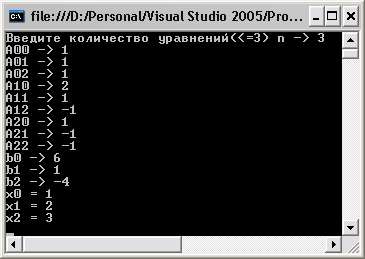 file:///D:/Personal/Visual Studio 2005/Pro...
Введите количество уравнений(<=3) n -> 3
A00 -> 1
A01 -> 1
A02 -> 1
A10 -> 2
A11 -> 1
A12 -> -1
A20 -> 1
A21 -> -1
A22 -> -1
b0 -> 6
b1 -> 1
b2 -> -4
x0 = 1
x1 = 2
x2 = 3